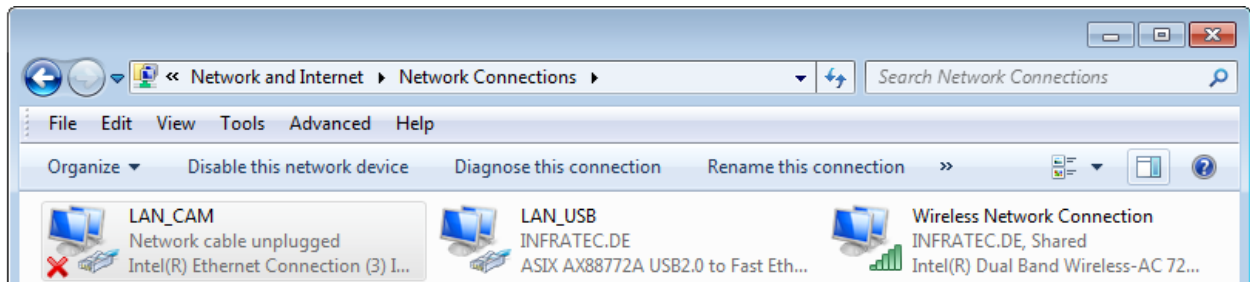 « Network and Internet ▸ Network Connections ▸ Search Network Connections
File Edit View Tools Advanced Help
Organize Disable this network device Diagnose this connection Rename this connection »
LAN_CAM
Network cable unplugged
Intel(R) Ethernet Connection (3) I...
LAN_USB
INFRATEC.DE
ASIX AX88772A USB2.0 to Fast Eth...
Wireless Network Connection
INFRATEC.DE, Shared
Intel(R) Dual Band Wireless-AC 72...